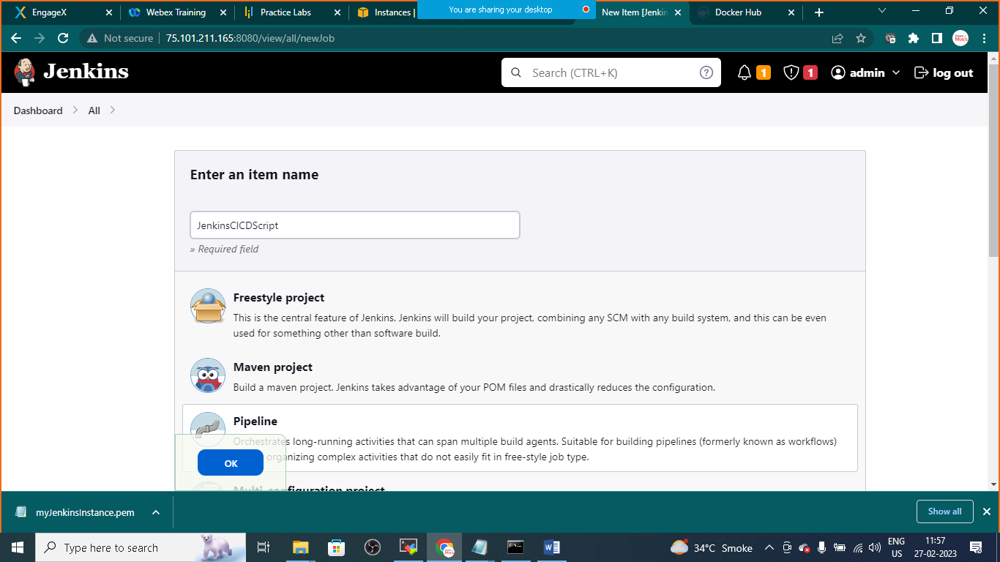 EngageX
Webex Training
Practice Labs
Instances |
You are sharing your desktop
New Item [Jenkin
Docker Hub
Not secure
75.101.211.165:8080/view/all/newJob
Jenkins
Search (CTRL+K)
1
1
admin
log out
Dashboard
All
Enter an item name
JenkinsCICDScript
» Required field
Freestyle project
This is the central feature of Jenkins. Jenkins will build your project, combining any SCM with any build system, and this can be even
used for something other than software build.
Maven project
Build a maven project. Jenkins takes advantage of your POM files and drastically reduces the configuration.
Pipeline
Orchestrates long-running activities that can span multiple build agents. Suitable for building pipelines (formerly known as workflows)
organizing complex activities that do not easily fit in free-style job type.
OK
Multi-configuration project
myJenkinsInstance.pem
Show all
Type here to search
34°C Smoke
ENG
US
11:57
27-02-2023